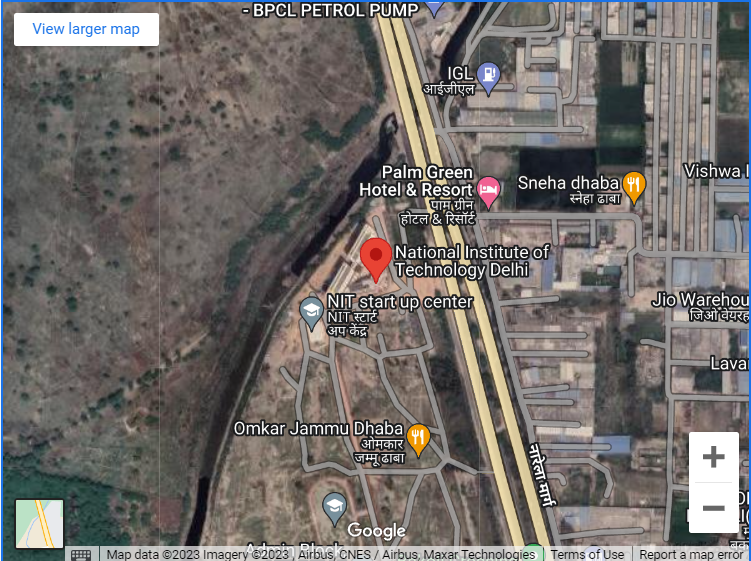 - BPCL PETROL PUMP
View larger map
IGL
आईजीएल
Palm Green
Hotel & Resort
पाम ग्रीन
होटल & रिसॉर्ट
Sneha dhaba
स्नेहा ढाबा
Vishwa
National Institute of
Technology Delhi
NIT start up center
NIT स्टार्ट
अप केंद्र
Jio Warehou
जिओ वेयरह
Lava
Omkar Jammu Dhaba
ओमकार
जम्मू ढाबा
नारेला मार्ग
Google
Admin Block
Map data ©2023 Imagery ©2023 , Airbus, CNES / Airbus, Maxar Technologies
Terms of Use
Report a map error